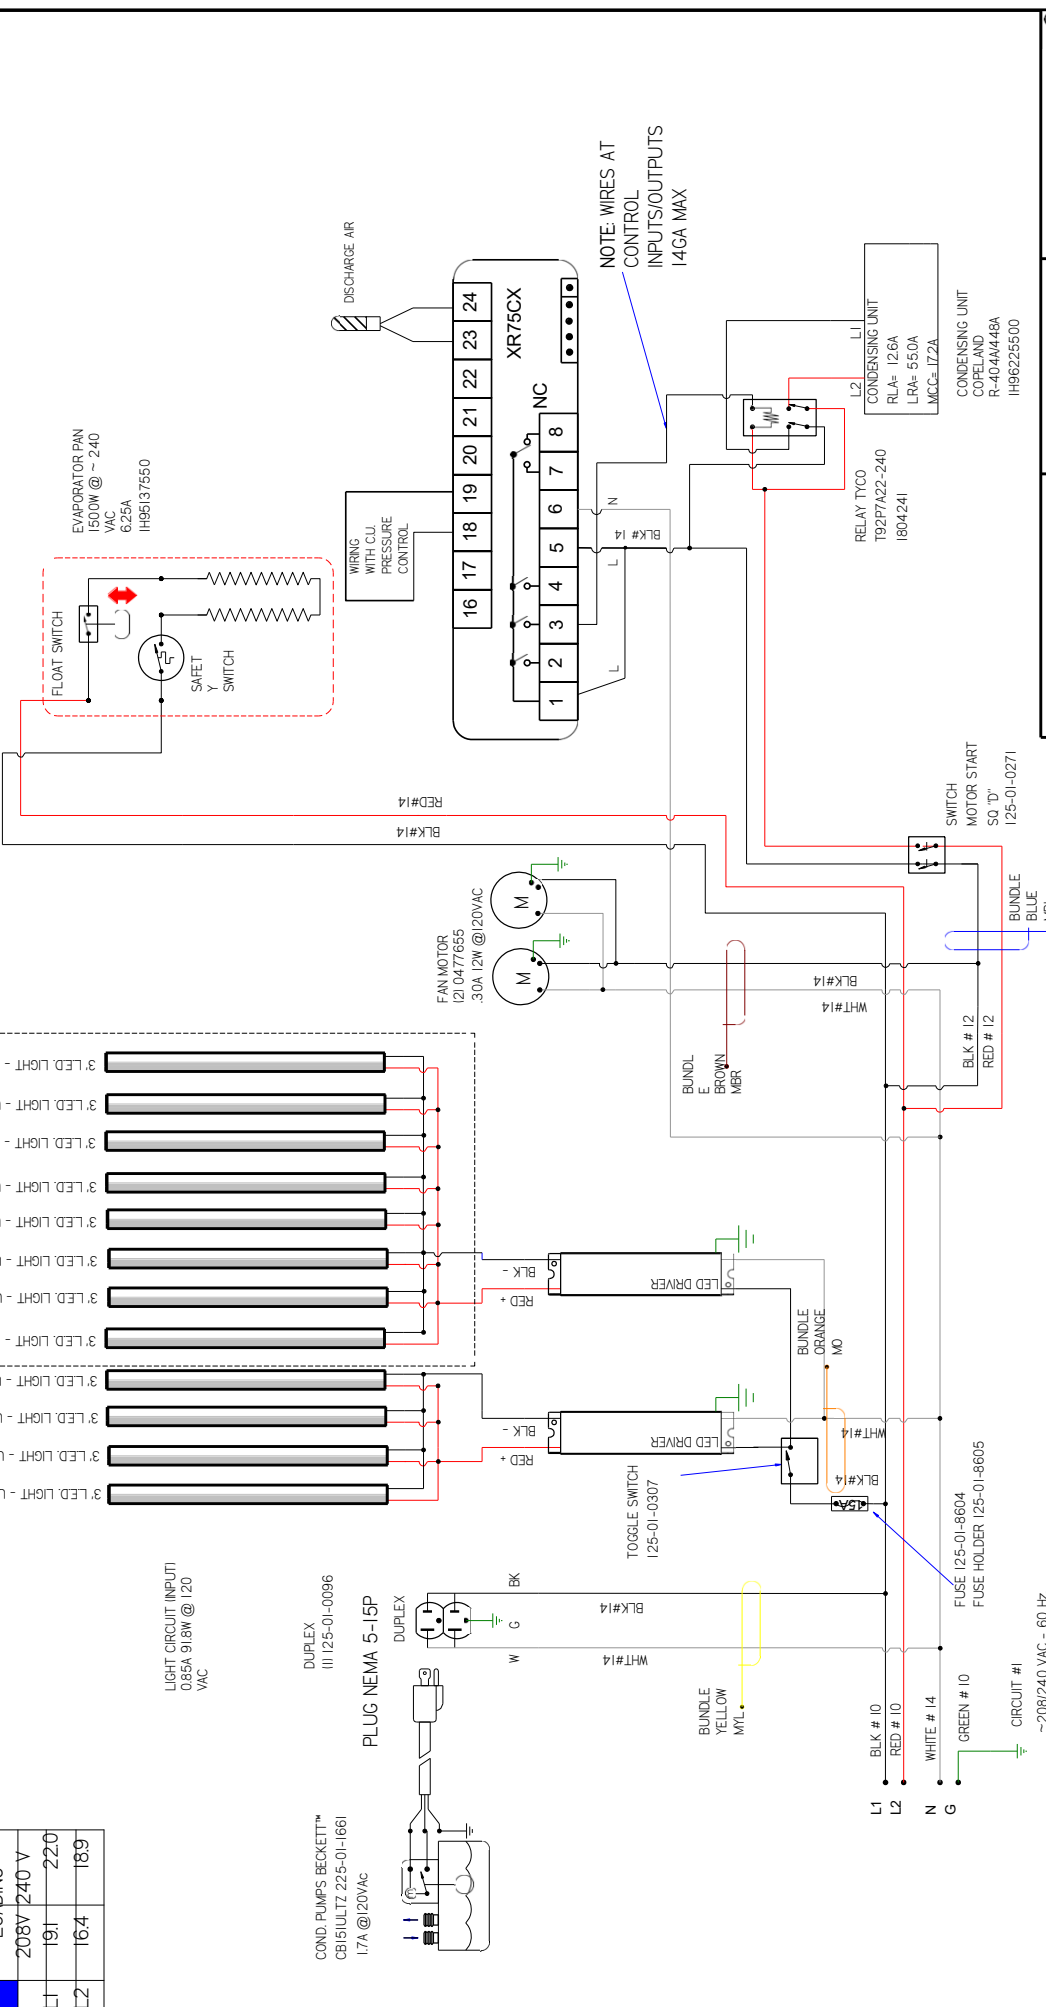 EVAPORATOR PAN
1500W @ ~ 240
VAC
6.25A
IH95137550
FLOAT SWITCH
SAFET
Y
SWITCH
DISCHARGE AIR
WIRING
WITH C.U.
PRESSURE
CONTROL
16 17 18 19 20 21 22 23 24
XR75CX
NC
1 2 3 4 5 6 7 8
L
L
N
BLK# 14
NOTE: WIRES AT
CONTROL
INPUTS/OUTPUTS
14GA MAX
L2
L1
CONDENSING UNIT
RLA= 12.6A
LRA= 55.0A
MCC= 17.2A
CONDENSING UNIT
COPELAND
R-404A/448A
IH96225500
RELAY TYCO
T92P7A22-240
1804241
RED#14
BLK#14
SWITCH
MOTOR START
SQ "D"
125-01-0271
FAN MOTOR
(2) 0477655
.30A 12W @120VAC
M
M
BUNDLE
BLUE
BLK#14
WHT#14
BUNDL
E
BROWN
MBR
BLK # 12
RED # 12
3' LED. LIGHT -
3' LED. LIGHT -
3' LED. LIGHT -
3' LED. LIGHT -
3' LED. LIGHT -
3' LED. LIGHT -
3' LED. LIGHT -
3' LED. LIGHT -
3' LED. LIGHT -
3' LED. LIGHT -
3' LED. LIGHT -
3' LED. LIGHT -
BLK -
RED +
LED DRIVER
BLK -
RED +
LED DRIVER
BUNDLE
ORANGE
MO
WHT#14
BLK#14
TOGGLE SWITCH
125-01-0307
15A
FUSE 125-01-8604
FUSE HOLDER 125-01-8605
LIGHT CIRCUIT (INPUT)
0.85A 91.8W @ 120
VAC
DUPLEX
(1) 125-01-0096
PLUG NEMA 5-15P
DUPLEX
BK
G
W
BLK#14
WHT#14
BUNDLE
YELLOW
MYL
COND. PUMPS BECKETT™
CB151ULTZ 225-01-1661
1.7A @120VAC
L1
L2
N
G
BLK # 10
RED # 10
WHITE # 14
GREEN # 10
CIRCUIT #1
~208/240 VAC - 60 Hz
208V 240 V
L1 19.1 22.0
L2 16.4 18.9